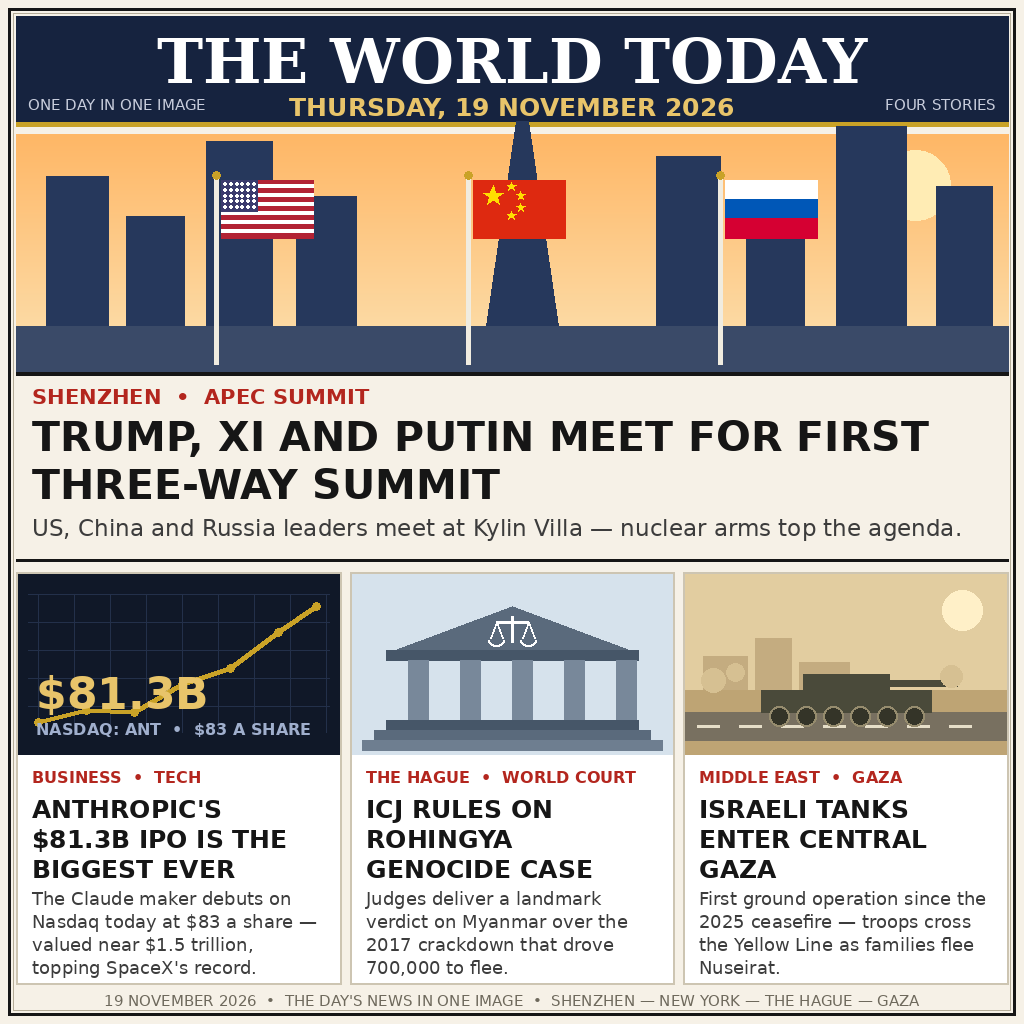 THE WORLD TODAY
ONE DAY IN ONE IMAGE
THURSDAY, 19 NOVEMBER 2026
FOUR STORIES
SHENZHEN • APEC SUMMIT
TRUMP, XI AND PUTIN MEET FOR FIRST
THREE-WAY SUMMIT
US, China and Russia leaders meet at Kylin Villa — nuclear arms top the agenda.
$81.3B
NASDAQ: ANT • $83 A SHARE
BUSINESS • TECH
ANTHROPIC'S
$81.3B IPO IS THE
BIGGEST EVER
The Claude maker debuts on
Nasdaq today at $83 a share —
valued near $1.5 trillion,
topping SpaceX's record.
THE HAGUE • WORLD COURT
ICJ RULES ON
ROHINGYA
GENOCIDE CASE
Judges deliver a landmark
verdict on Myanmar over the
2017 crackdown that drove
700,000 to flee.
MIDDLE EAST • GAZA
ISRAELI TANKS
ENTER CENTRAL
GAZA
First ground operation since the
2025 ceasefire — troops cross
the Yellow Line as families flee
Nuseirat.
19 NOVEMBER 2026 • THE DAY'S NEWS IN ONE IMAGE • SHENZHEN — NEW YORK — THE HAGUE — GAZA